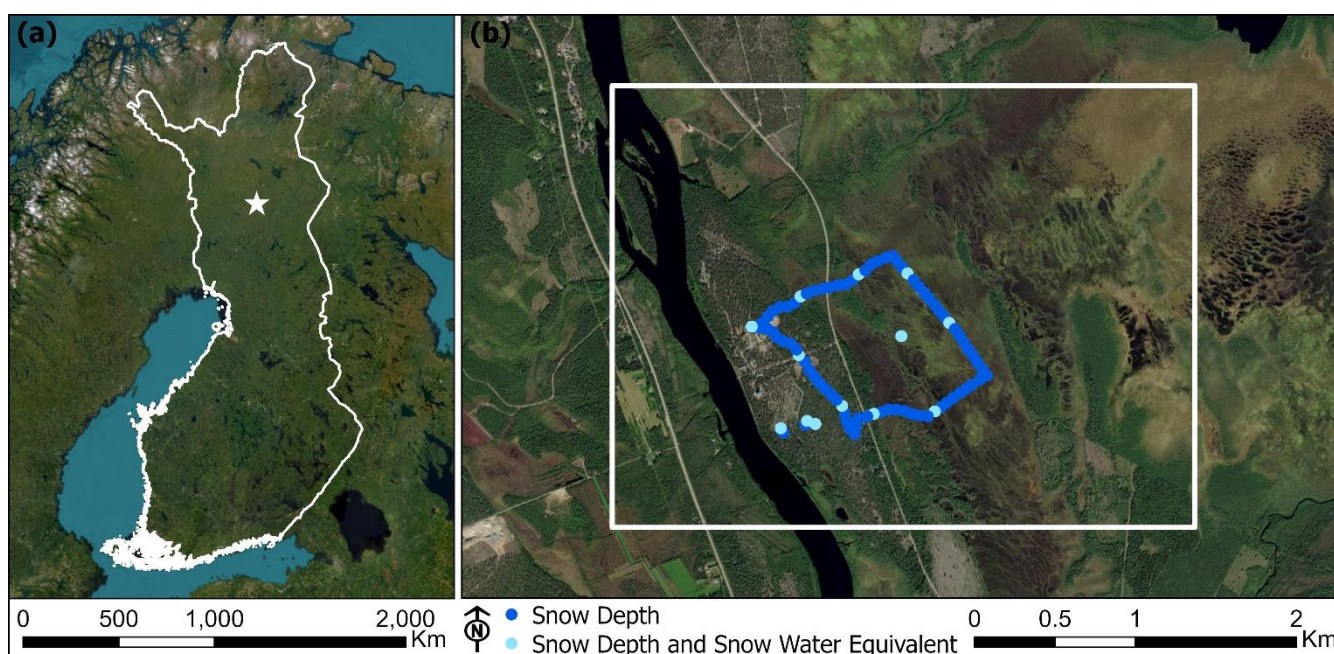 (a)
(b)
0 500 1,000 2,000
Km
N
Snow Depth
Snow Depth and Snow Water Equivalent
0 0.5 1 2
Km